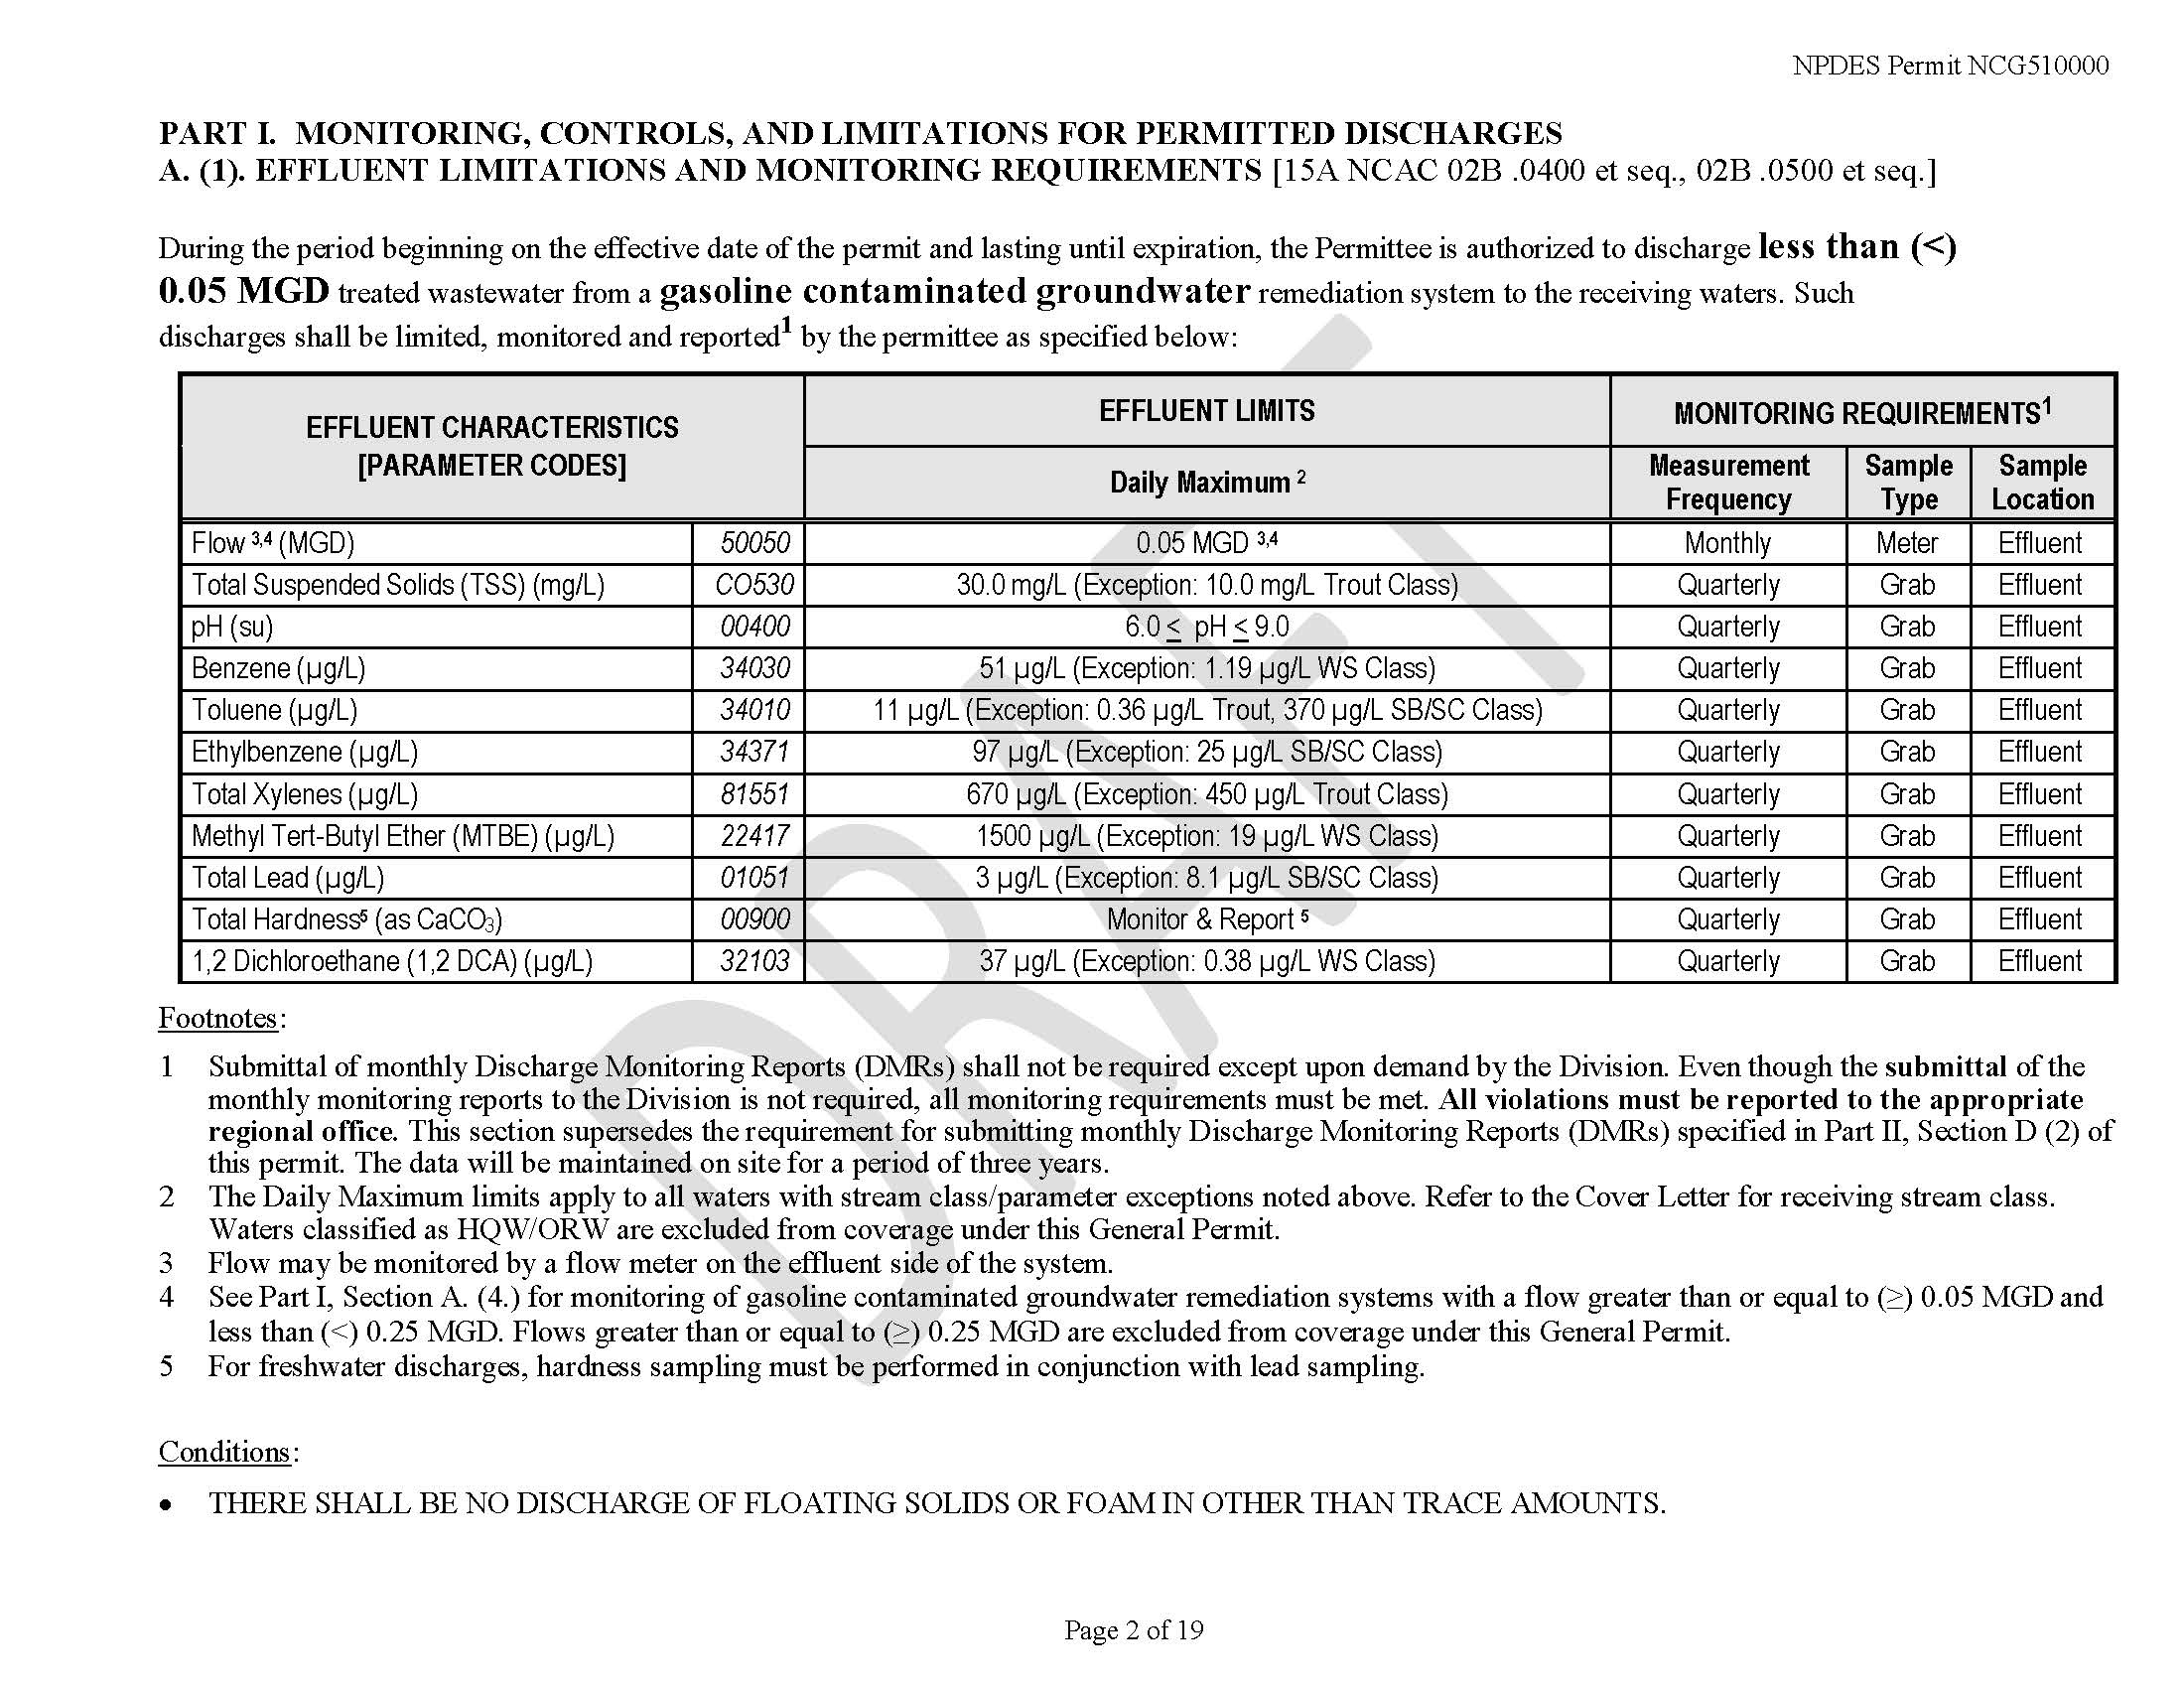 NPDES Permit NCG510000
PART I. MONITORING, CONTROLS, AND LIMITATIONS FOR PERMITTED DISCHARGES
A. (1). EFFLUENT LIMITATIONS AND MONITORING REQUIREMENTS [15A NCAC 02B .0400 et seq., 02B .0500 et seq.]
During the period beginning on the effective date of the permit and lasting until expiration, the Permittee is authorized to discharge less than (<)
0.05 MGD treated wastewater from a gasoline contaminated groundwater remediation system to the receiving waters. Such
discharges shall be limited, monitored and reported1 by the permittee as specified below:
EFFLUENT CHARACTERISTICS
[PARAMETER CODES]
EFFLUENT LIMITS
MONITORING REQUIREMENTS1
Daily Maximum 2
Measurement
Frequency
Sample
Type
Sample
Location
Flow 3,4 (MGD) 50050 0.05 MGD 3,4 Monthly Meter Effluent
Total Suspended Solids (TSS) (mg/L) CO530 30.0 mg/L (Exception: 10.0 mg/L Trout Class) Quarterly Grab Effluent
pH (su) 00400 6.0 ≤ pH ≤ 9.0 Quarterly Grab Effluent
Benzene (µg/L) 34030 51 µg/L (Exception: 1.19 µg/L WS Class) Quarterly Grab Effluent
Toluene (µg/L) 34010 11 µg/L (Exception: 0.36 µg/L Trout, 370 µg/L SB/SC Class) Quarterly Grab Effluent
Ethylbenzene (µg/L) 34371 97 µg/L (Exception: 25 µg/L SB/SC Class) Quarterly Grab Effluent
Total Xylenes (µg/L) 81551 670 µg/L (Exception: 450 µg/L Trout Class) Quarterly Grab Effluent
Methyl Tert-Butyl Ether (MTBE) (µg/L) 22417 1500 µg/L (Exception: 19 µg/L WS Class) Quarterly Grab Effluent
Total Lead (µg/L) 01051 3 µg/L (Exception: 8.1 µg/L SB/SC Class) Quarterly Grab Effluent
Total Hardness5 (as CaCO3) 00900 Monitor & Report 5 Quarterly Grab Effluent
1,2 Dichloroethane (1,2 DCA) (µg/L) 32103 37 µg/L (Exception: 0.38 µg/L WS Class) Quarterly Grab Effluent
DRAFT
Footnotes:
1 Submittal of monthly Discharge Monitoring Reports (DMRs) shall not be required except upon demand by the Division. Even though the submittal of the
monthly monitoring reports to the Division is not required, all monitoring requirements must be met. All violations must be reported to the appropriate
regional office. This section supersedes the requirement for submitting monthly Discharge Monitoring Reports (DMRs) specified in Part II, Section D (2) of
this permit. The data will be maintained on site for a period of three years.
2 The Daily Maximum limits apply to all waters with stream class/parameter exceptions noted above. Refer to the Cover Letter for receiving stream class.
Waters classified as HQW/ORW are excluded from coverage under this General Permit.
3 Flow may be monitored by a flow meter on the effluent side of the system.
4 See Part I, Section A. (4.) for monitoring of gasoline contaminated groundwater remediation systems with a flow greater than or equal to (≥) 0.05 MGD and
less than (<) 0.25 MGD. Flows greater than or equal to (≥) 0.25 MGD are excluded from coverage under this General Permit.
5 For freshwater discharges, hardness sampling must be performed in conjunction with lead sampling.
Conditions:
• THERE SHALL BE NO DISCHARGE OF FLOATING SOLIDS OR FOAM IN OTHER THAN TRACE AMOUNTS.
Page 2 of 19